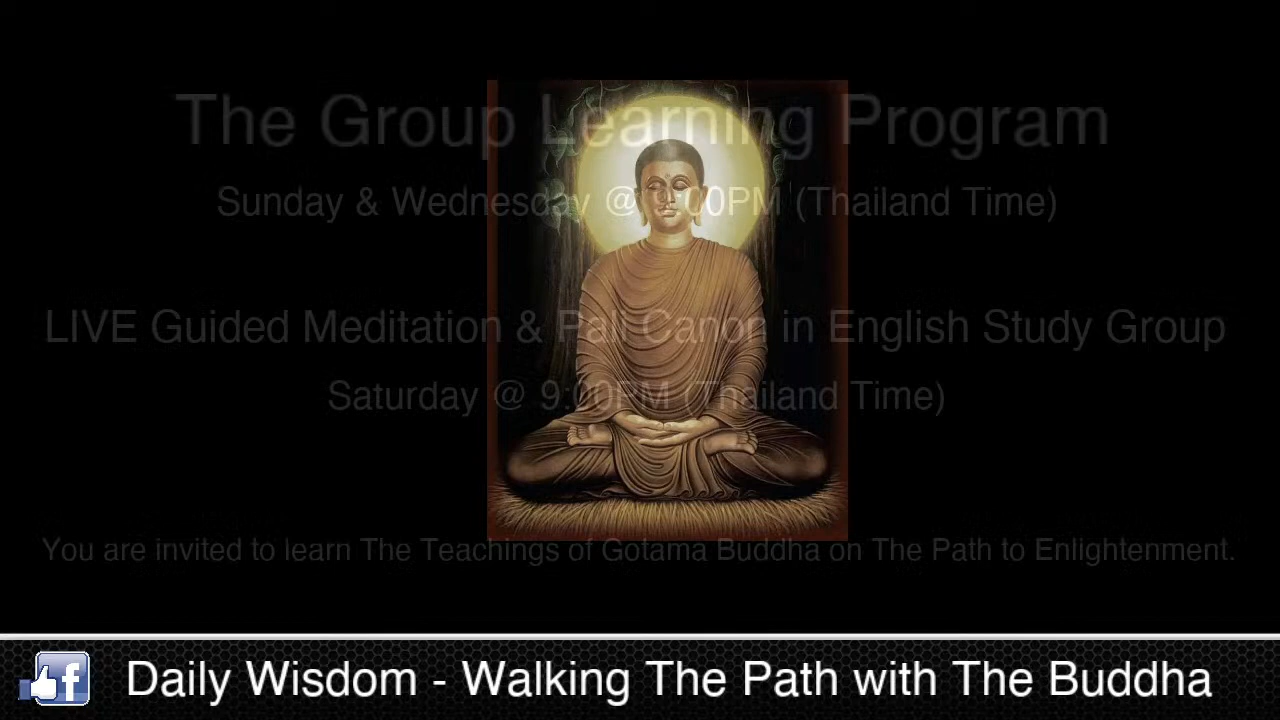 The Group Learning Program
Sunday & Wednesday @ :00PM (Thailand Time)
LIVE Guided Meditation & Pali Canon in English Study Group
Saturday @ 9:00PM (Thailand Time)
You are invited to learn The Teachings of Gotama Buddha on The Path to Enlightenment.
f Daily Wisdom - Walking The Path with The Buddha